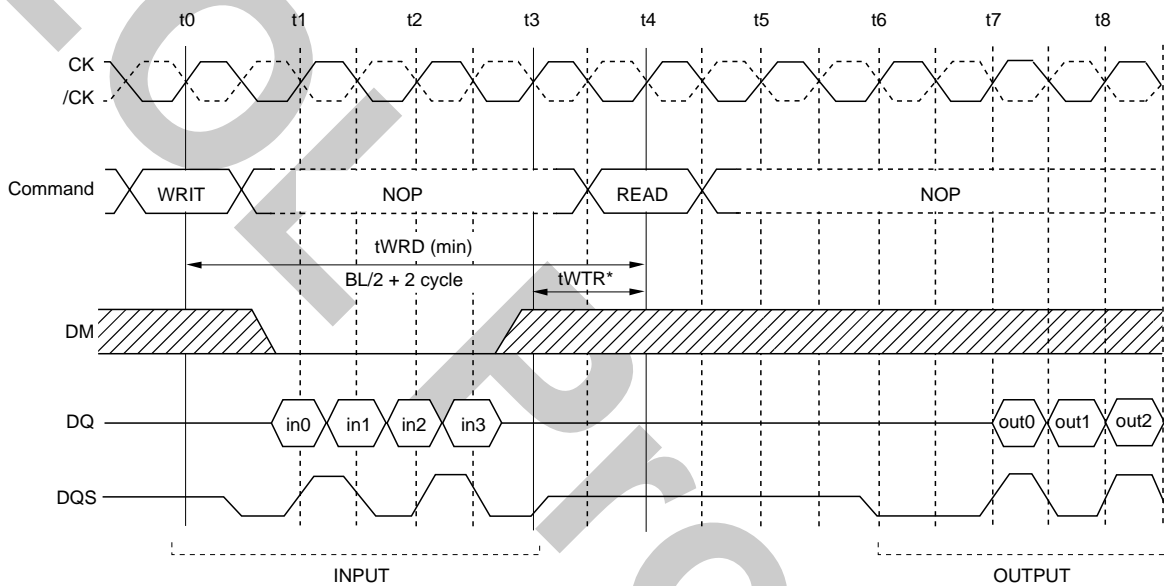 t0 t1 t2 t3 t4 t5 t6 t7 t8
CK
/CK
Command WRIT NOP READ NOP
tWRD (min)
BL/2 + 2 cycle tWTR*
DM
DQ in0 in1 in2 in3 out0 out1 out2
DQS
INPUT OUTPUT